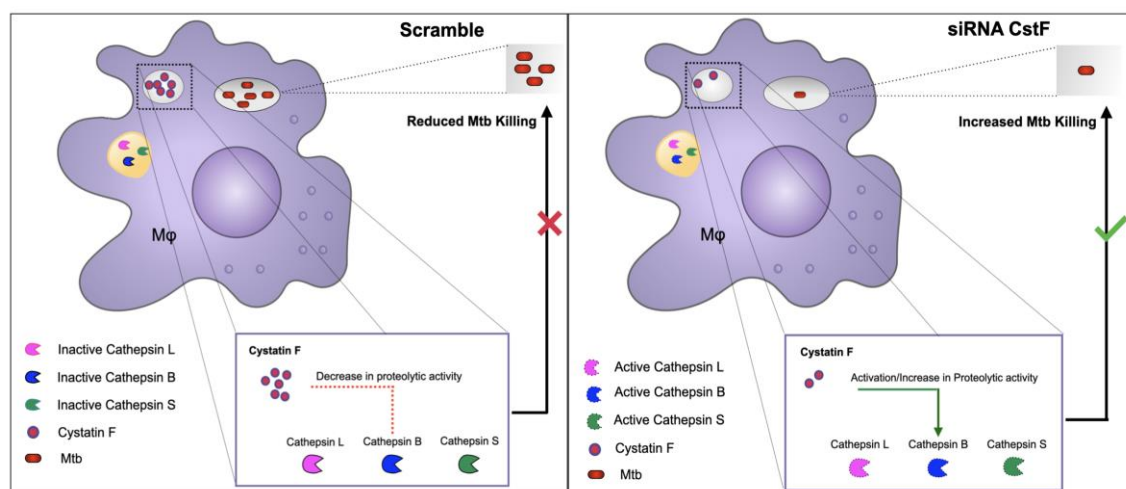 Scramble
Reduced Mtb Killing
Mφ
Inactive Cathepsin L
Inactive Cathepsin B
Inactive Cathepsin S
Cystatin F
Mtb
Cystatin F
Decrease in proteolytic activity
Cathepsin L Cathepsin B Cathepsin S
siRNA CstF
Increased Mtb Killing
Mφ
Active Cathepsin L
Active Cathepsin B
Active Cathepsin S
Cystatin F
Mtb
Cystatin F
Activation/Increase in Proteolytic activity
Cathepsin L Cathepsin B Cathepsin S